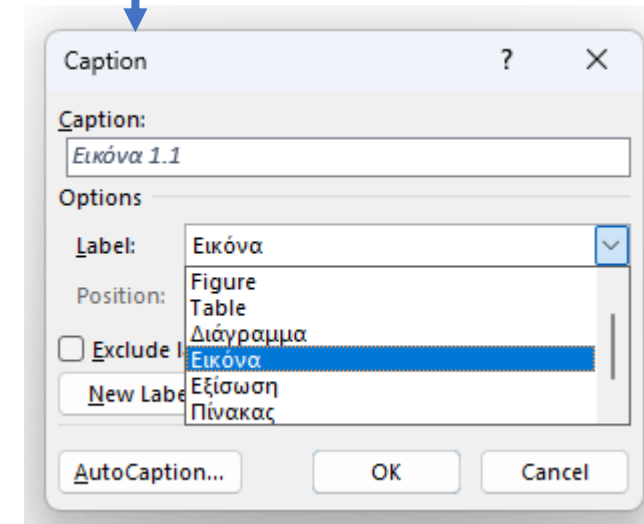 Caption ?
Caption:
Εικόνα 1.1
Options
Label: Εικόνα
Figure
Position:
Table
Διάγραμμα
Exclude
Εικόνα
New
Εξίσωση
Πίνακας
AutoCaption... OK Cancel